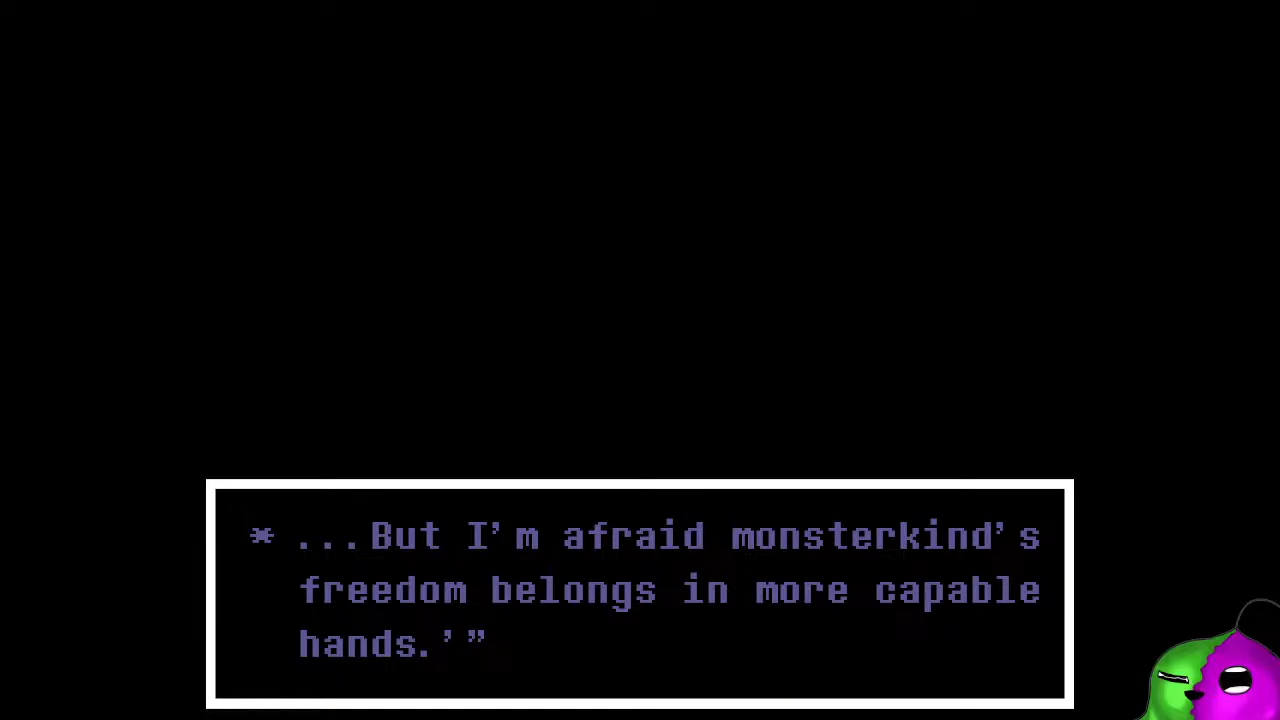 * ...But I’m afraid monsterkind’s
freedom belongs in more capable
hands.’”